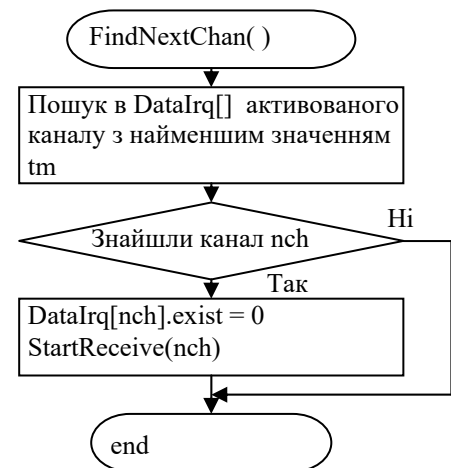 FindNextChan( )
Пошук в DataIrq[] активованого
каналу з найменшим значенням
tm
Знайшли канал nch
Ні
Так
DataIrq[nch].exist = 0
StartReceive(nch)
end